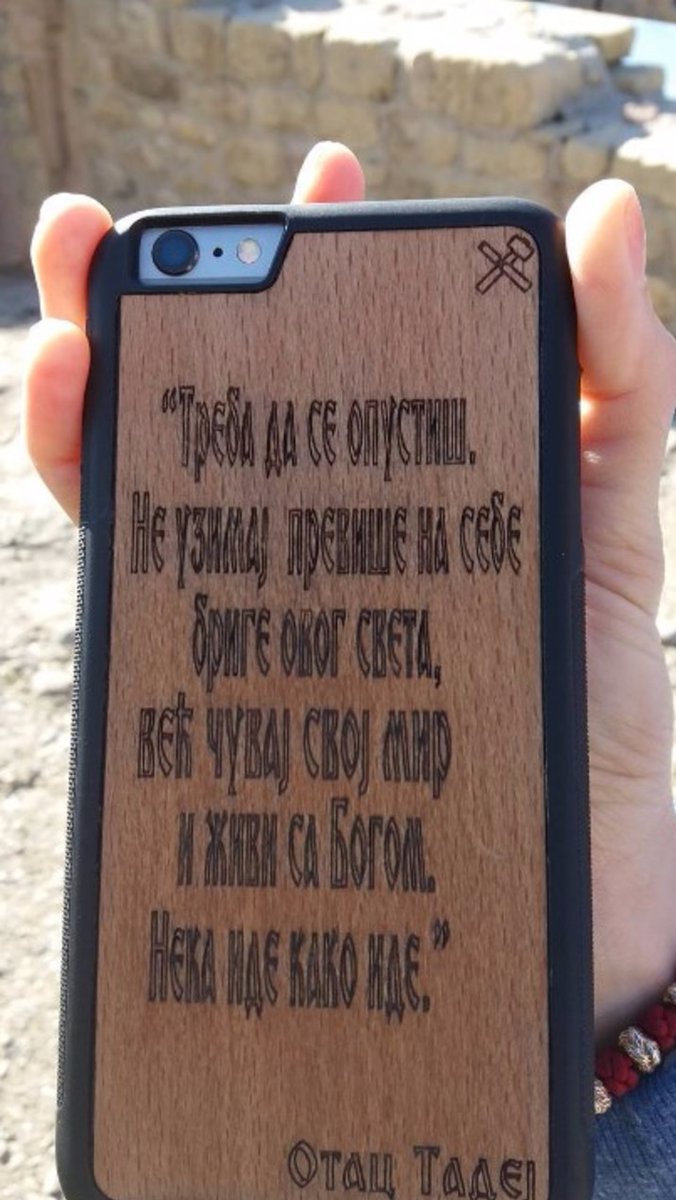 “Треба да се опустиш.
Не узимај превише на себе
бриге овог света,
већ чувај свој мир
и живи са Богом.
Нека иде како иде.”
Отац Тадеј